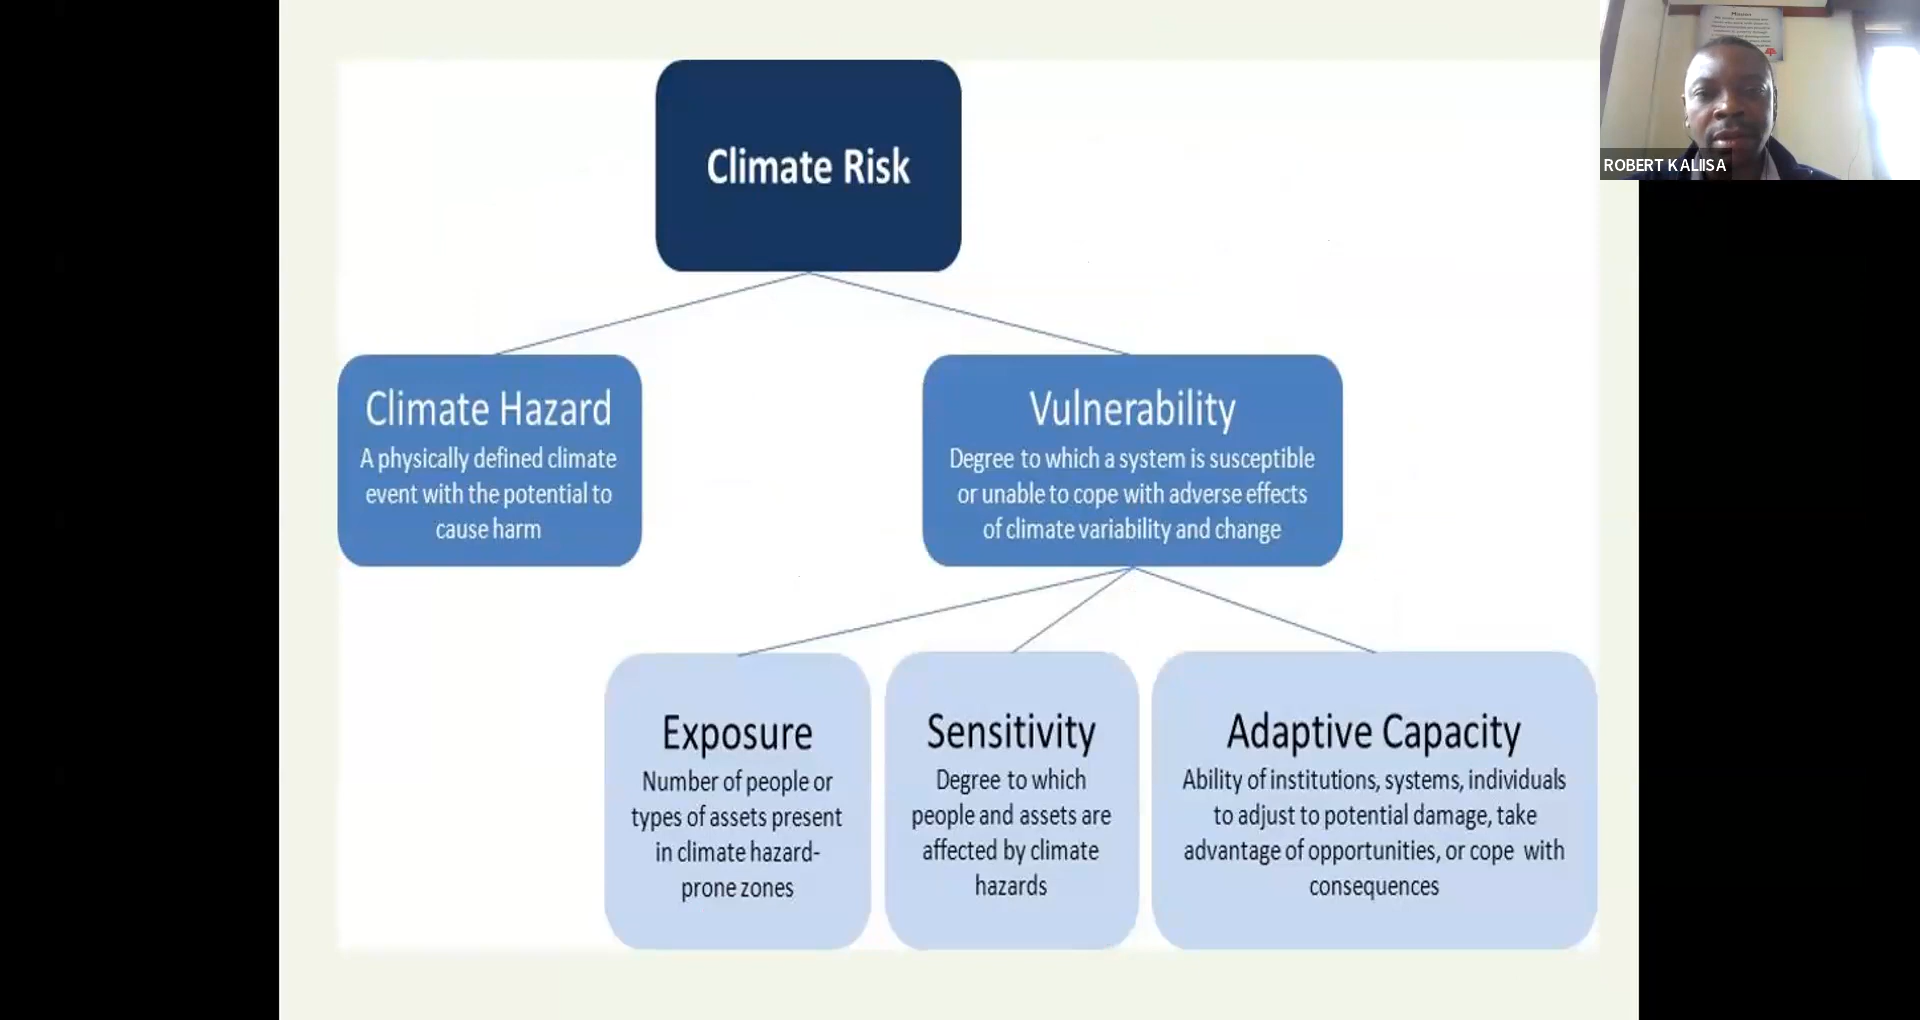 Climate Risk
Climate Hazard
A physically defined climate
event with the potential to
cause harm
Vulnerability
Degree to which a system is susceptible
or unable to cope with adverse effects
of climate variability and change
Exposure
Number of people or
types of assets present
in climate hazard-
prone zones
Sensitivity
Degree to which
people and assets are
affected by climate
hazards
Adaptive Capacity
Ability of institutions, systems, individuals
to adjust to potential damage, take
advantage of opportunities, or cope with
consequences
Mission
ROBERT KALIISA